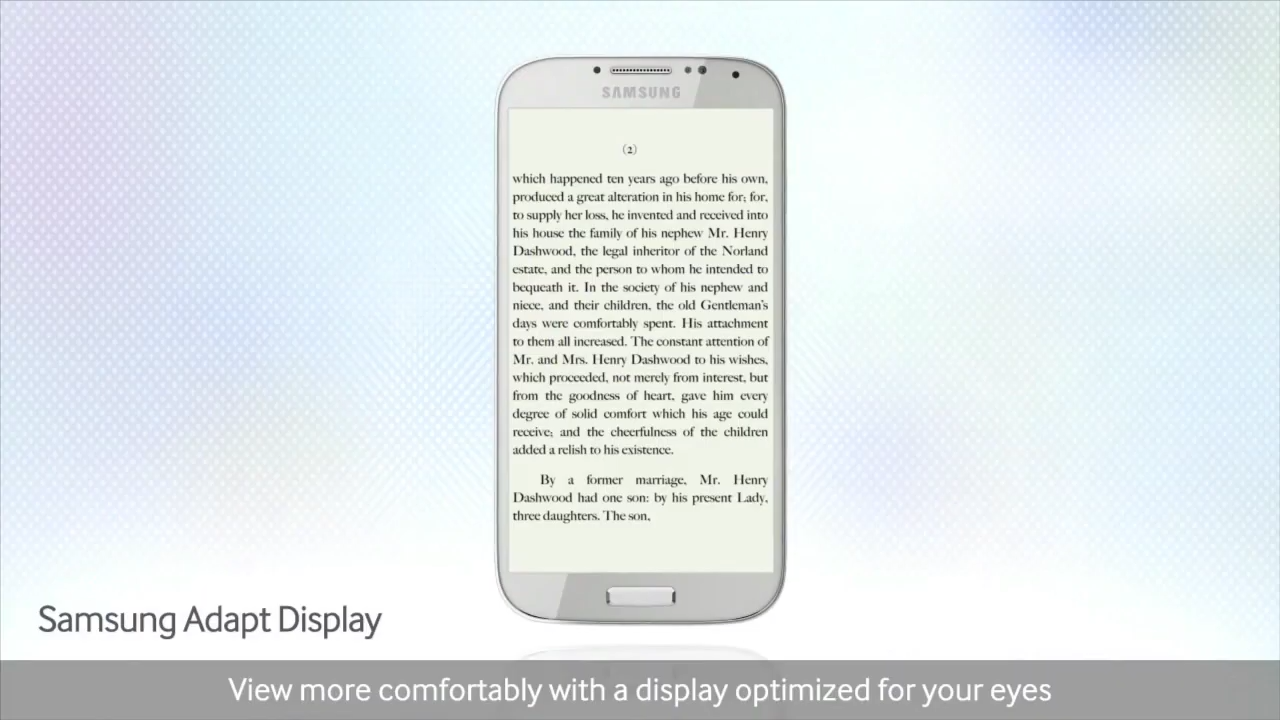 SAMSUNG
(2)
which happened ten years ago before his own,
produced a great alteration in his home for; for,
to supply her loss, he invented and received into
his house the family of his nephew Mr. Henry
Dashwood, the legal inheritor of the Norland
estate, and the person to whom he intended to
bequeath it. In the society of his nephew and
niece, and their children, the old Gentleman's
days were comfortably spent. His attachment
to them all increased. The constant attention of
Mr. and Mrs. Henry Dashwood to his wishes,
which proceeded, not merely from interest, but
from the goodness of heart, gave him every
degree of solid comfort which his age could
receive; and the cheerfulness of the children
added a relish to his existence.
By a former marriage, Mr. Henry
Dashwood had one son: by his present Lady,
three daughters. The son,
Samsung Adapt Display
View more comfortably with a display optimized for your eyes